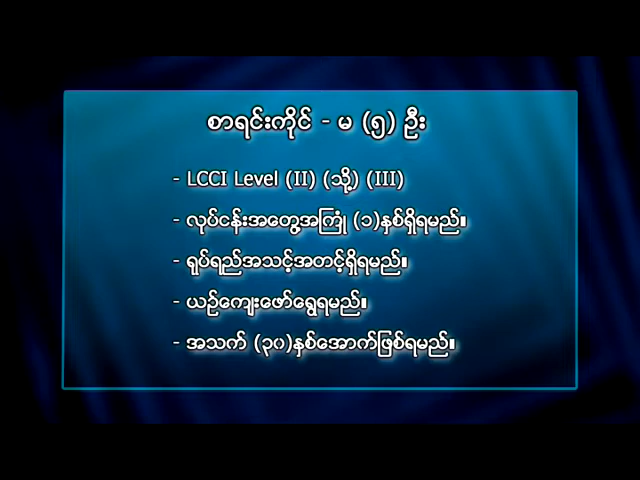 စာရင်းကိုင် - မ (၅) ဦး
- LCCI Level (II) (သို့) (III)
- လုပ်ငန်းအတွေ့အကြုံ (၁)နှစ်ရှိရမည်။
- ရုပ်ရည်အသင့်အတင့်ရှိရမည်။
- ယဉ်ကျေးဖော်ရွေရမည်။
- အသက် (၃၀)နှစ်အောက်ဖြစ်ရမည်။